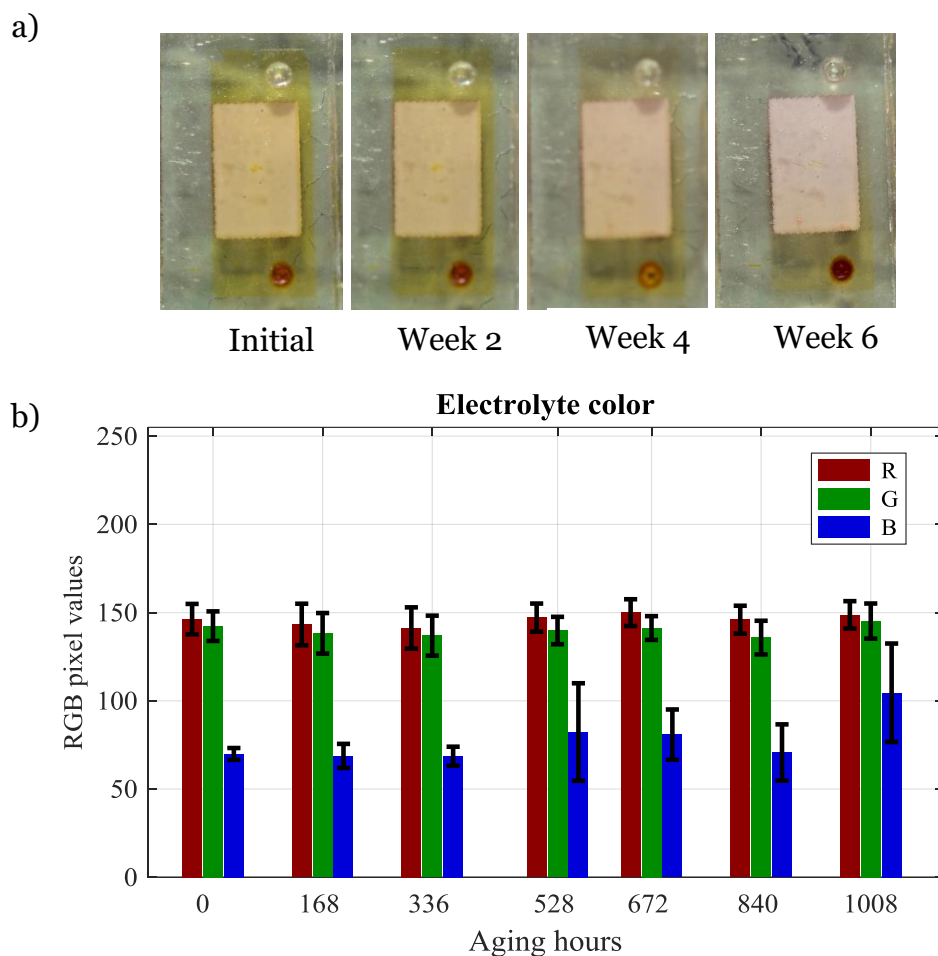 a)
Initial Week 2 Week 4 Week 6
b)
Electrolyte color
250
200
150
100
50
0
RGB pixel values
R
G
B
0 168 336 528 672 840 1008
Aging hours